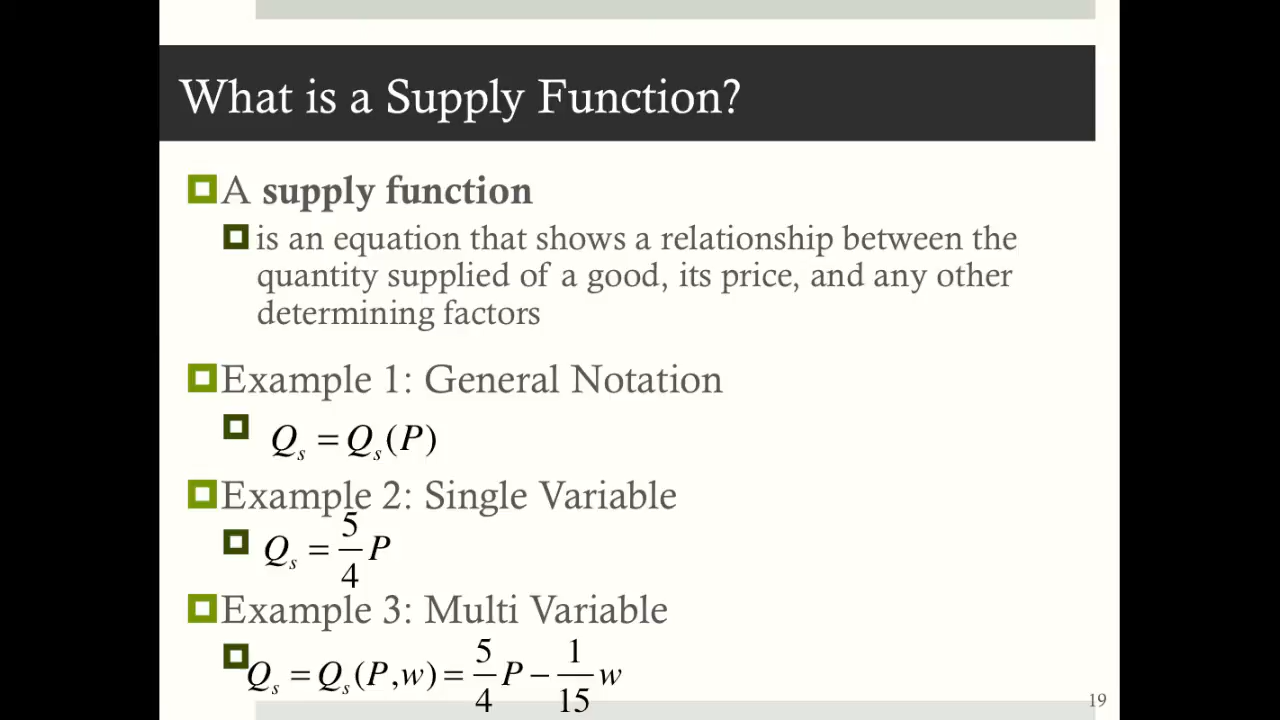 What is a Supply Function?
A supply function
is an equation that shows a relationship between the
quantity supplied of a good, its price, and any other
determining factors
Example 1: General Notation
Qₛ = Qₛ(P)
Example 2: Single Variable
Qₛ = 5/4 P
Example 3: Multi Variable
Qₛ = Qₛ(P,w) = 5/4 P − 1/15 w
19